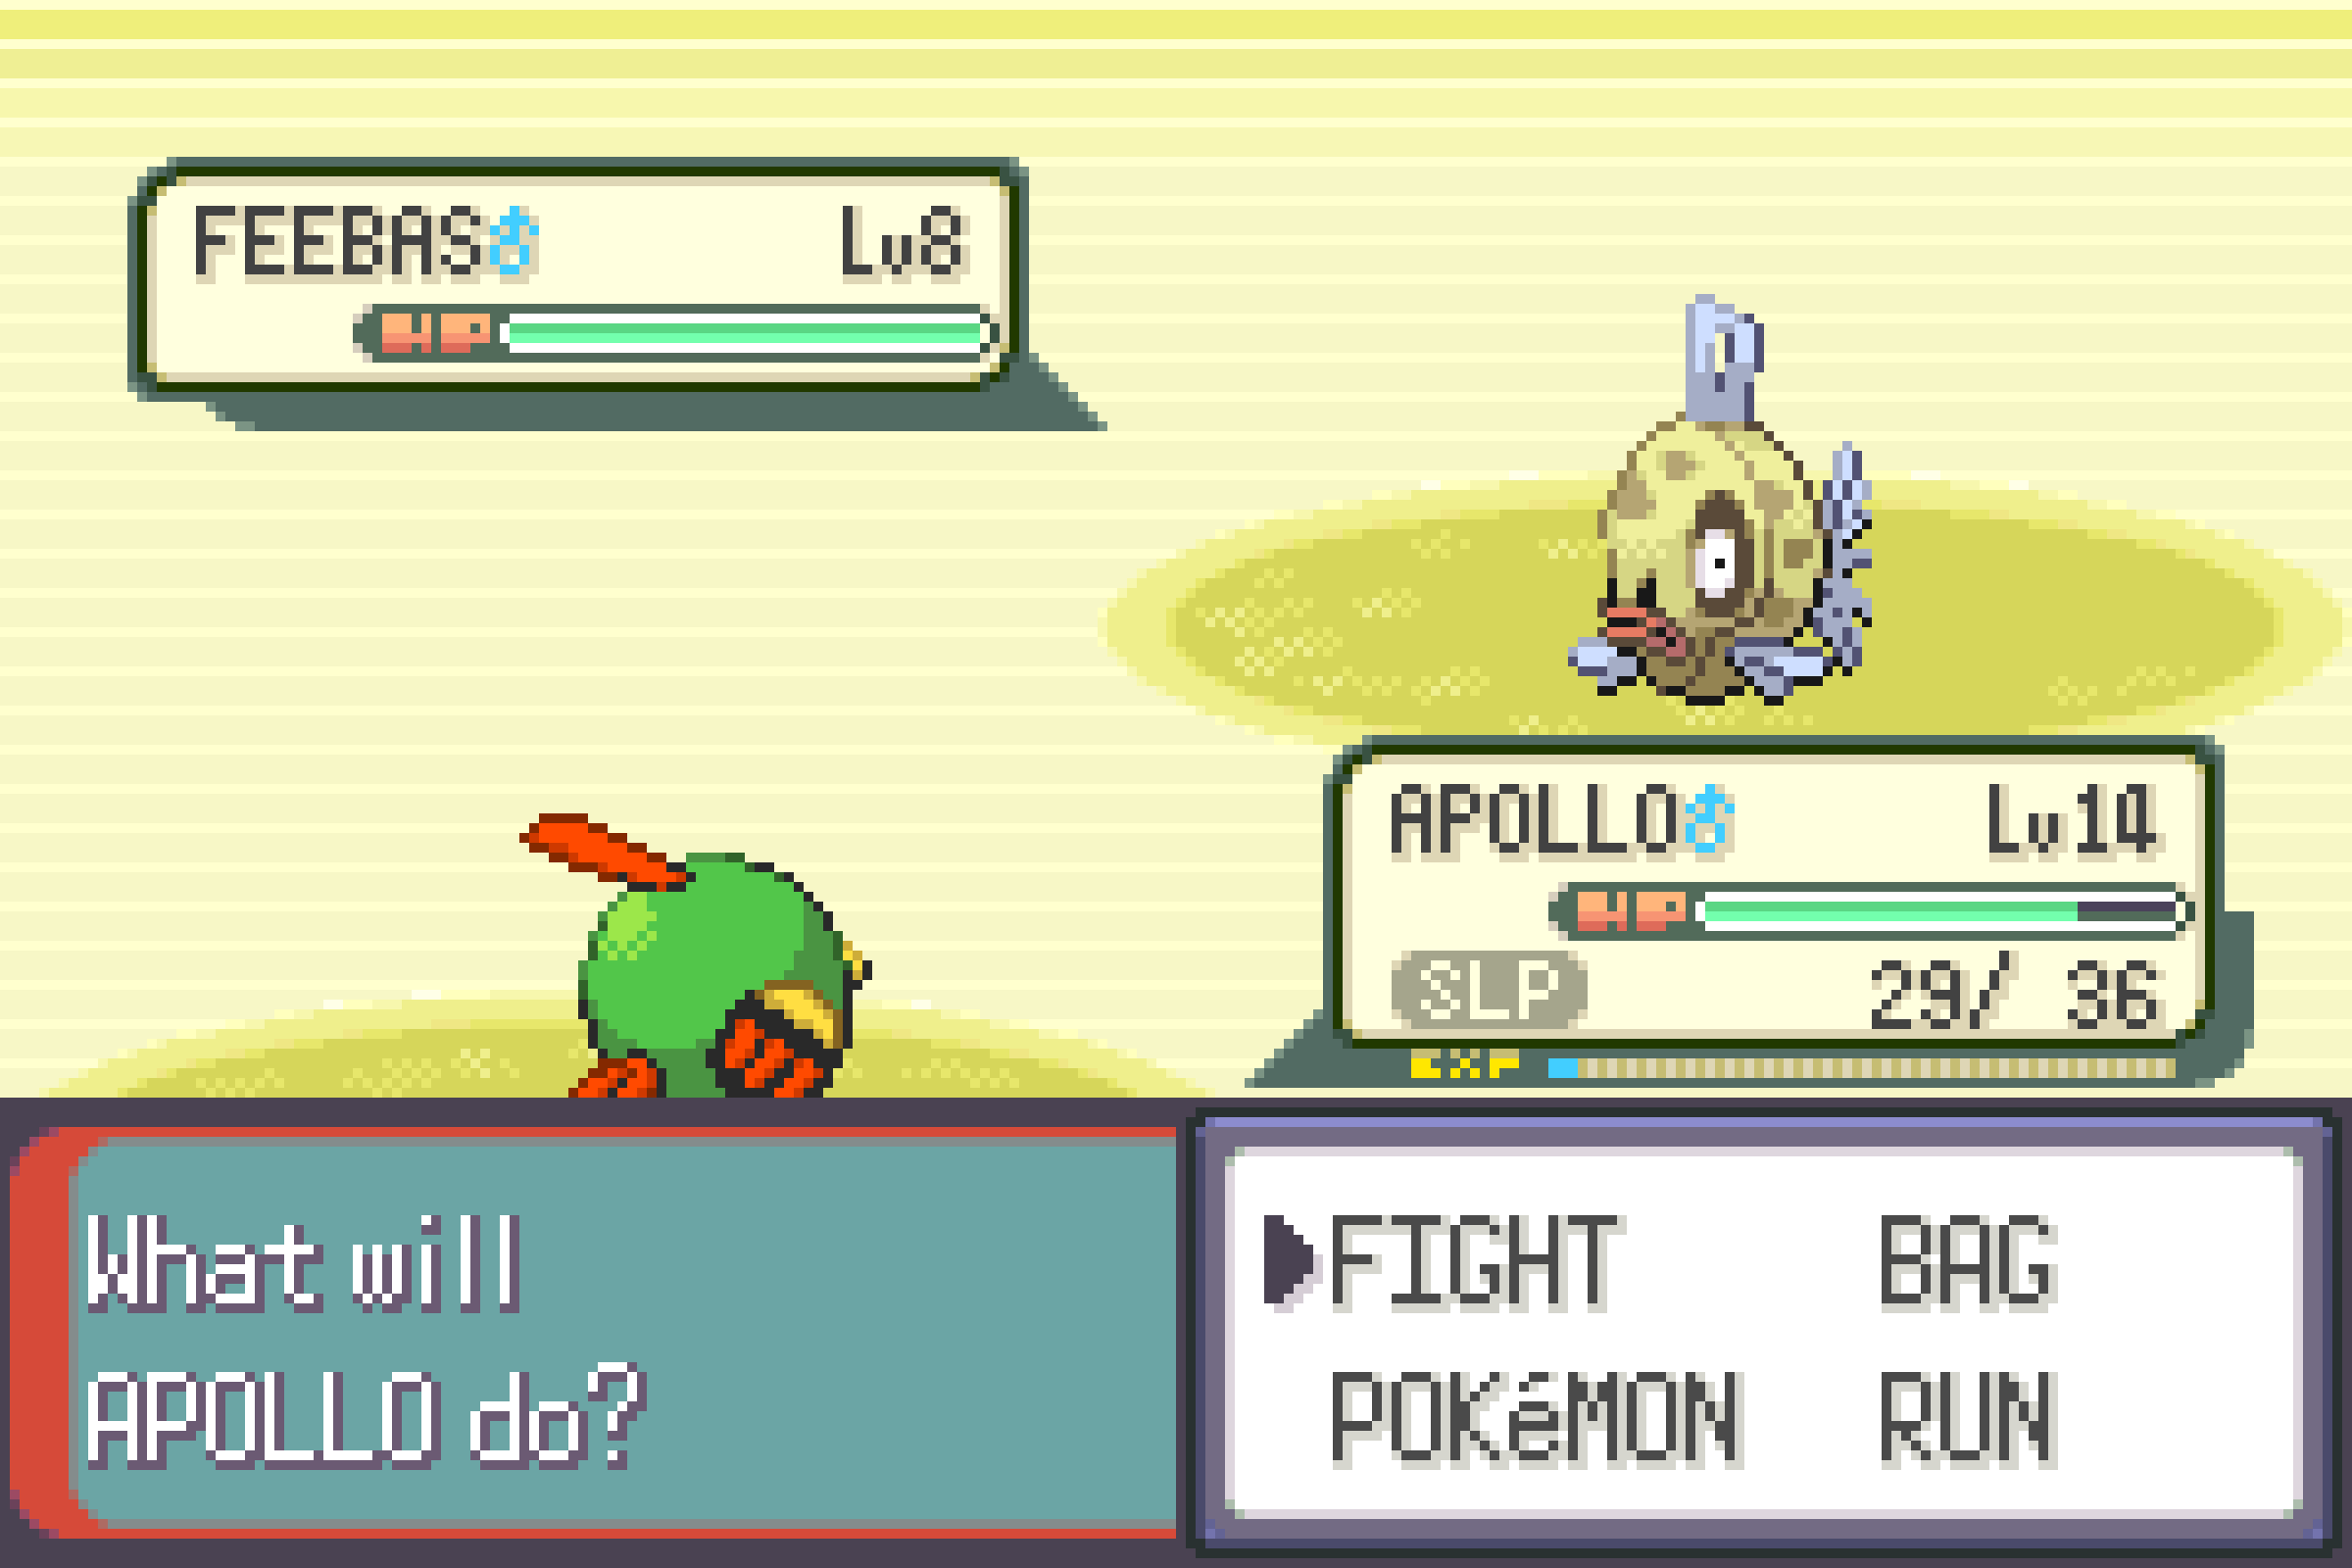 FEEBAS♂ Lv8
HP
APOLLO♂ Lv14
HP
SLP 29/ 36
EXP
What will
APOLLO do?
▶FIGHT BAG
POKéMON RUN